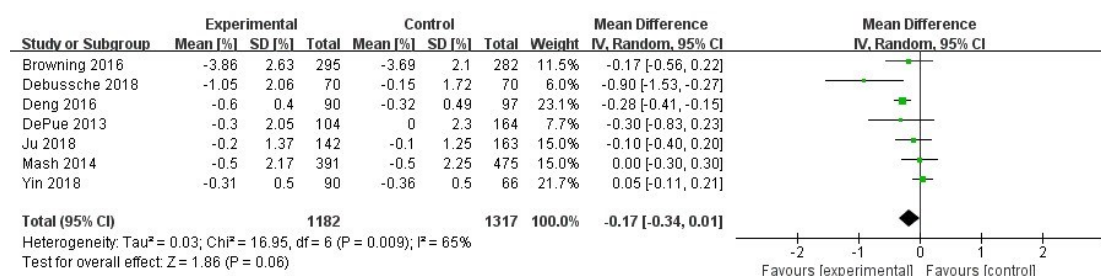 Experimental Control Mean Difference Mean Difference
Study or Subgroup Mean [%] SD [%] Total Mean [%] SD [%] Total Weight IV, Random, 95% CI IV, Random, 95% CI
Browning 2016 -3.86 2.63 295 -3.69 2.1 282 11.5% -0.17 [-0.56, 0.22]
Debussche 2018 -1.05 2.06 70 -0.15 1.72 70 6.0% -0.90 [-1.53, -0.27]
Deng 2016 -0.6 0.4 90 -0.32 0.49 97 23.1% -0.28 [-0.41, -0.15]
DePue 2013 -0.3 2.05 104 0 2.3 164 7.7% -0.30 [-0.83, 0.23]
Ju 2018 -0.2 1.37 142 -0.1 1.25 163 15.0% -0.10 [-0.40, 0.20]
Mash 2014 -0.5 2.17 391 -0.5 2.25 475 15.0% 0.00 [-0.30, 0.30]
Yin 2018 -0.31 0.5 90 -0.36 0.5 66 21.7% 0.05 [-0.11, 0.21]
Total (95% CI) 1182 1317 100.0% -0.17 [-0.34, 0.01]
Heterogeneity: Tau² = 0.03; Chi² = 16.95, df = 6 (P = 0.009); I² = 65%
Test for overall effect: Z = 1.86 (P = 0.06)
-2 -1 0 1 2
Favours [experimental] Favours [control]